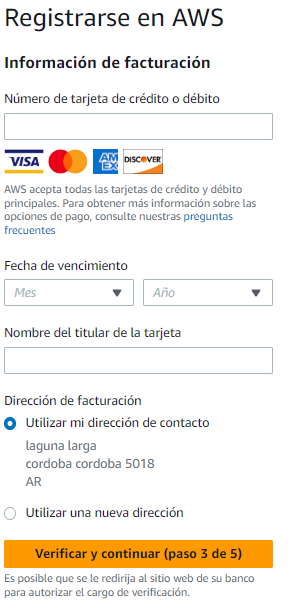 Registrarse en AWS
Información de facturación
Número de tarjeta de crédito o débito
VISA AMEX DISCOVER
AWS acepta todas las tarjetas de crédito y débito
principales. Para obtener más información sobre las
opciones de pago, consulte nuestras preguntas
frecuentes
Fecha de vencimiento
Mes Año
Nombre del titular de la tarjeta
Dirección de facturación
Utilizar mi dirección de contacto
laguna larga
cordoba cordoba 5018
AR
Utilizar una nueva dirección
Verificar y continuar (paso 3 de 5)
Es posible que se le redirija al sitio web de su banco
para autorizar el cargo de verificación.